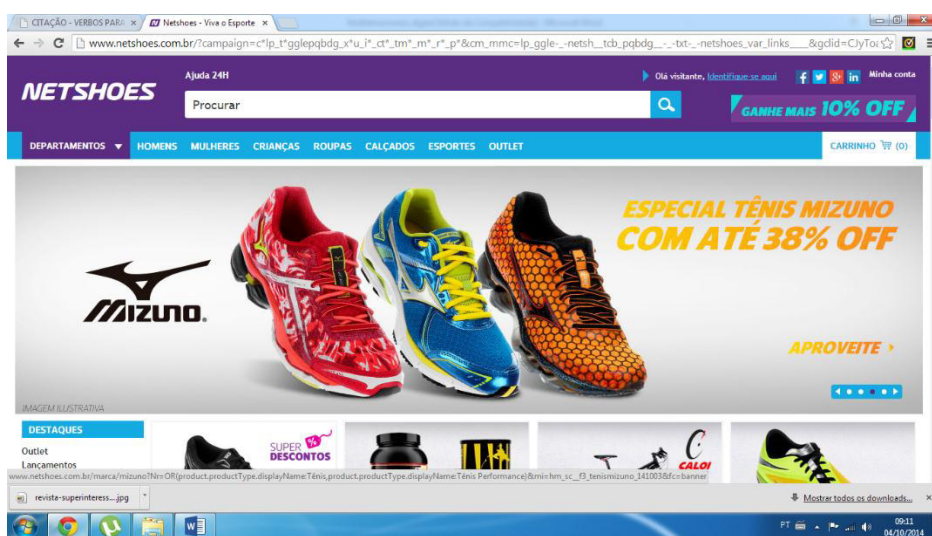 CITAÇÃO - VERBOS PARA
Netshoes - Viva o Esporte
www.netshoes.com.br/?campaign=c*lp_t*gglepqbdg_x*u_i*_ct*_tm*_m*_r*_p*&cm_mmc=lp_ggle-_-netsh__tcb_pqbdg__-_-txt-_-netshoes_var_links____&gclid=CJyTo
NETSHOES
Ajuda 24H
Olá visitante, Identifique-se aqui
Minha conta
Procurar
GANHE MAIS 10% OFF
DEPARTAMENTOS HOMENS MULHERES CRIANÇAS ROUPAS CALÇADOS ESPORTES OUTLET
CARRINHO (0)
ESPECIAL TÊNIS MIZUNO
COM ATÉ 38% OFF
MIZUNO.
APROVEITE
IMAGEM ILUSTRATIVA
DESTAQUES
Outlet
Lançamentos
SUPER
DESCONTOS
CALOI
www.netshoes.com.br/marca/mizuno?Nr=OR(product.productType.displayName:Tênis,product.productType.displayName:Tênis Performance)&mi=hm_sc__f3_tenismizuno_141003&fc=banner
revista-superinteress....jpg
Mostrar todos os downloads...
PT
09:11
04/10/2014